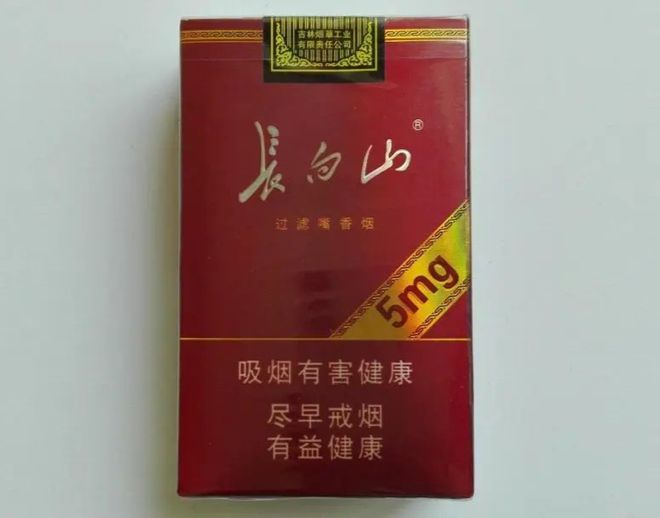 吉林烟草工业
有限责任公司
長白山®
过滤嘴香烟
5mg
吸烟有害健康
尽早戒烟
有益健康